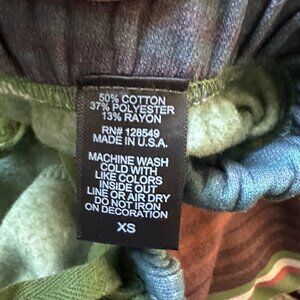 50% COTTON
37% POLYESTER
13% RAYON
RN# 128549
MADE IN U.S.A.
MACHINE WASH
COLD WITH
LIKE COLORS
INSIDE OUT
LINE OR AIR DRY
DO NOT IRON
ON DECORATION
XS